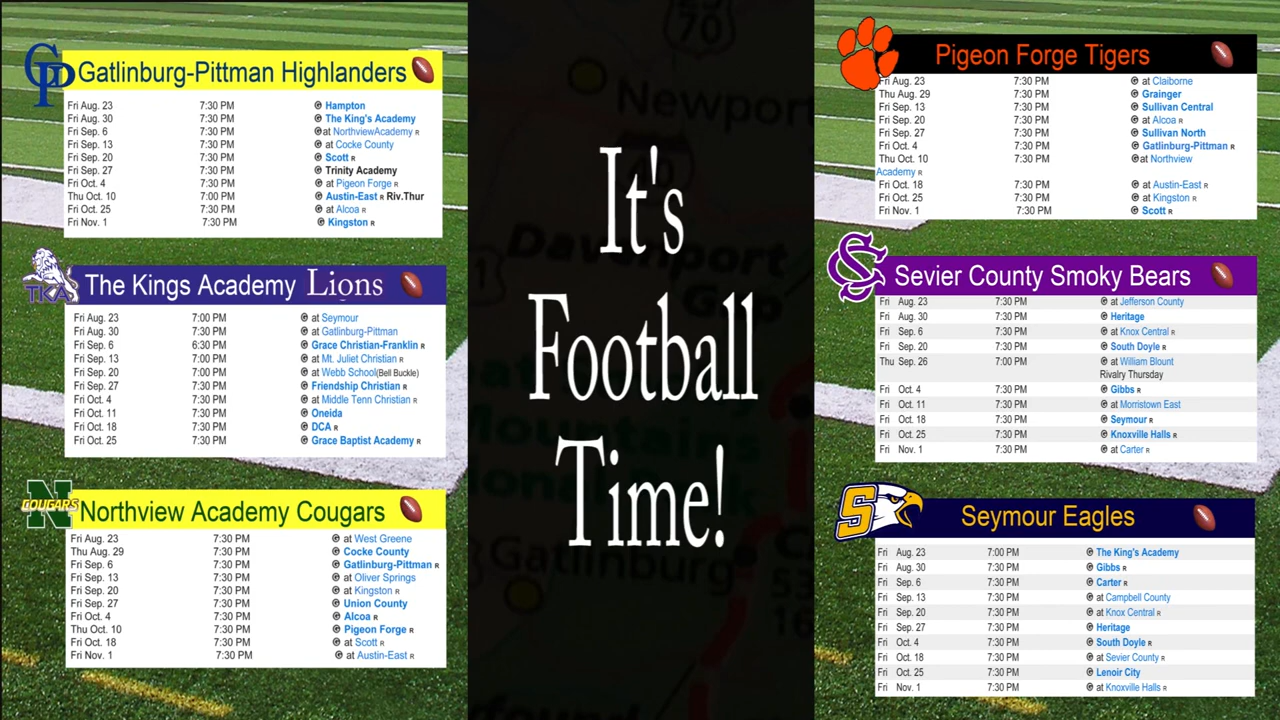 GP
Gatlinburg-Pittman Highlanders
Fri Aug. 23 7:30 PM @ Hampton
Fri Aug. 30 7:30 PM @ The King's Academy
Fri Sep. 6 7:30 PM @ at NorthviewAcademy R
Fri Sep. 13 7:30 PM @ at Cocke County
Fri Sep. 20 7:30 PM @ Scott R
Fri Sep. 27 7:30 PM @ Trinity Academy
Fri Oct. 4 7:30 PM @ at Pigeon Forge R
Thu Oct. 10 7:00 PM @ Austin-East R Riv.Thur
Fri Oct. 25 7:30 PM @ at Alcoa R
Fri Nov. 1 7:30 PM @ Kingston R
TKA
The Kings Academy Lions
Fri Aug. 23 7:00 PM @ at Seymour
Fri Aug. 30 7:30 PM @ at Gatlinburg-Pittman
Fri Sep. 6 6:30 PM @ Grace Christian-Franklin R
Fri Sep. 13 7:00 PM @ at Mt. Juliet Christian R
Fri Sep. 20 7:00 PM @ at Webb School(Bell Buckle)
Fri Sep. 27 7:30 PM @ Friendship Christian R
Fri Oct. 4 7:30 PM @ at Middle Tenn Christian R
Fri Oct. 11 7:30 PM @ Oneida
Fri Oct. 18 7:30 PM @ DCA R
Fri Oct. 25 7:30 PM @ Grace Baptist Academy R
N
COUGARS
Northview Academy Cougars
Fri Aug. 23 7:30 PM @ at West Greene
Thu Aug. 29 7:30 PM @ Cocke County
Fri Sep. 6 7:30 PM @ Gatlinburg-Pittman R
Fri Sep. 13 7:30 PM @ at Oliver Springs
Fri Sep. 20 7:30 PM @ at Kingston R
Fri Sep. 27 7:30 PM @ Union County
Fri Oct. 4 7:30 PM @ Alcoa R
Thu Oct. 10 7:30 PM @ Pigeon Forge R
Fri Oct. 18 7:30 PM @ at Scott R
Fri Nov. 1 7:30 PM @ at Austin-East R
It's
Football
Time!
70
Newport
Gap
Gatlinburg
Pigeon Forge Tigers
Fri Aug. 23 7:30 PM @ at Claiborne
Thu Aug. 29 7:30 PM @ Grainger
Fri Sep. 13 7:30 PM @ Sullivan Central
Fri Sep. 20 7:30 PM @ at Alcoa R
Fri Sep. 27 7:30 PM @ Sullivan North
Fri Oct. 4 7:30 PM @ Gatlinburg-Pittman R
Thu Oct. 10 7:30 PM @at Northview
Academy R
Fri Oct. 18 7:30 PM @ at Austin-East R
Fri Oct. 25 7:30 PM @ at Kingston R
Fri Nov. 1 7:30 PM @ Scott R
SC
Sevier County Smoky Bears
Fri Aug. 23 7:30 PM @ at Jefferson County
Fri Aug. 30 7:30 PM @ Heritage
Fri Sep. 6 7:30 PM @ at Knox Central R
Fri Sep. 20 7:30 PM @ South Doyle R
Thu Sep. 26 7:00 PM @ at William Blount
Rivalry Thursday
Fri Oct. 4 7:30 PM @ Gibbs R
Fri Oct. 11 7:30 PM @ at Morristown East
Fri Oct. 18 7:30 PM @ Seymour R
Fri Oct. 25 7:30 PM @ Knoxville Halls R
Fri Nov. 1 7:30 PM @ at Carter R
S
Seymour Eagles
Fri Aug. 23 7:00 PM @ The King's Academy
Fri Aug. 30 7:30 PM @ Gibbs R
Fri Sep. 6 7:30 PM @ Carter R
Fri Sep. 13 7:30 PM @ at Campbell County
Fri Sep. 20 7:30 PM @ at Knox Central R
Fri Sep. 27 7:30 PM @ Heritage
Fri Oct. 4 7:30 PM @ South Doyle R
Fri Oct. 18 7:30 PM @ at Sevier County R
Fri Oct. 25 7:30 PM @ Lenoir City
Fri Nov. 1 7:30 PM @ at Knoxville Halls R